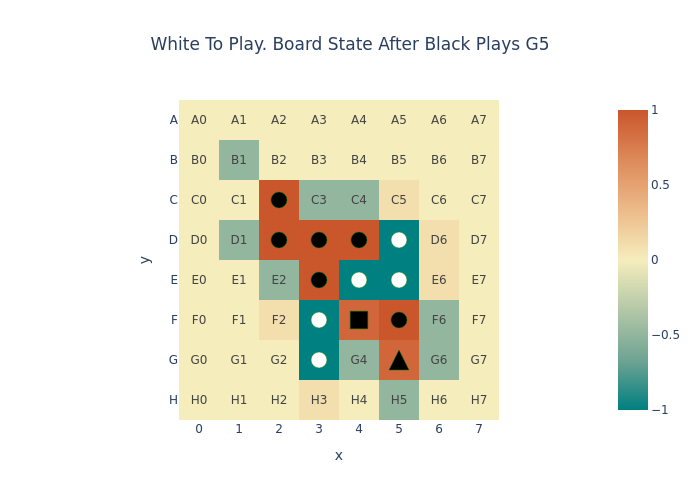 White To Play. Board State After Black Plays G5
A A0 A1 A2 A3 A4 A5 A6 A7
B B0 B1 B2 B3 B4 B5 B6 B7
C C0 C1 C3 C4 C5 C6 C7
D D0 D1 D6 D7
E E0 E1 E2 E6 E7
F F0 F1 F2 F6 F7
G G0 G1 G2 G4 G6 G7
H H0 H1 H2 H3 H4 H5 H6 H7
0 1 2 3 4 5 6 7
x
y
1
0.5
0
−0.5
−1